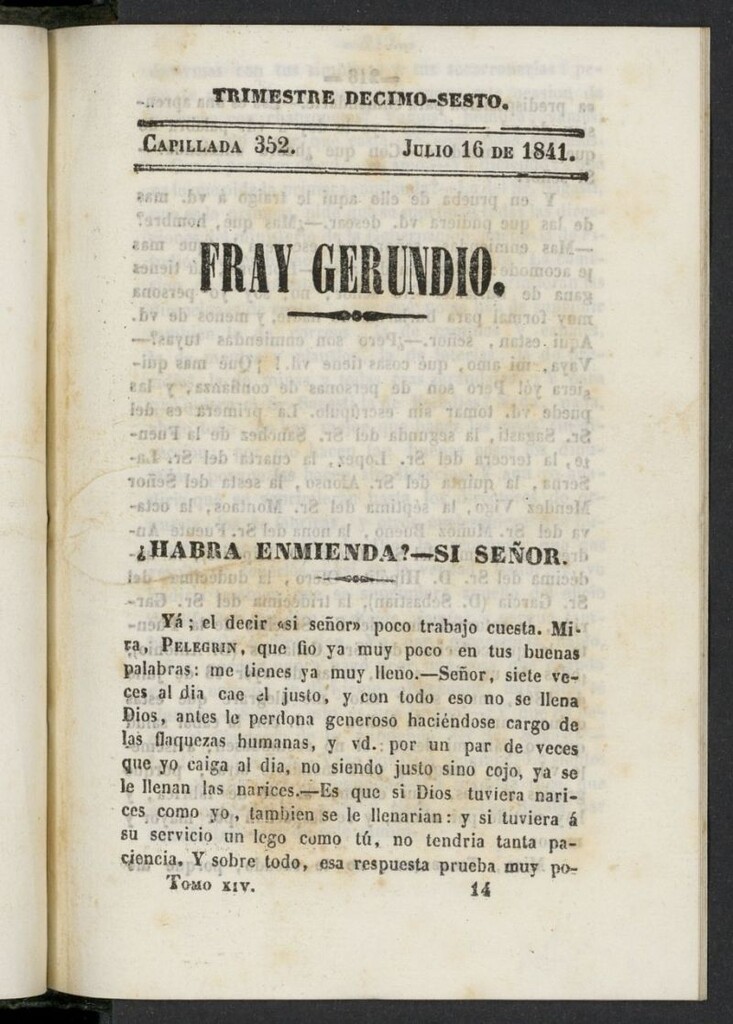 TRIMESTRE DECIMO-SESTO.
CAPILLADA 352. JULIO 16 DE 1841.
FRAY GERUNDIO.
¿HABRA ENMIENDA?—SI SEÑOR.
Yá; el decir «si señor» poco trabajo cuesta. Mi-
ra, PELEGRIN, que fio ya muy poco en tus buenas
palabras: me tienes ya muy lleno.—Señor, siete ve-
ces al dia cae el justo, y con todo eso no se llena
Dios, antes le perdona generoso haciéndose cargo de
las flaquezas humanas, y vd. por un par de veces
que yo caiga al dia, no siendo justo sino cojo, ya se
le llenan las narices.—Es que si Dios tuviera nari-
ces como yo, tambien se le llenarian: y si tuviera á
su servicio un lego como tú, no tendria tanta pa-
ciencia. Y sobre todo, esa respuesta prueba muy po-
TOMO XIV. 14